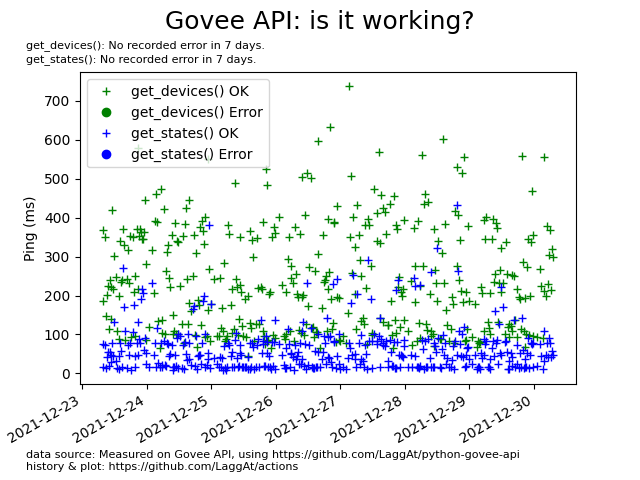 Govee API: is it working?
get_devices(): No recorded error in 7 days.
get_states(): No recorded error in 7 days.
get_devices() OK
get_devices() Error
get_states() OK
get_states() Error
700
600
500
400
300
200
100
0
Ping (ms)
2021-12-23
2021-12-24
2021-12-25
2021-12-26
2021-12-27
2021-12-28
2021-12-29
2021-12-30
data source: Measured on Govee API, using https://github.com/LaggAt/python-govee-api
history & plot: https://github.com/LaggAt/actions